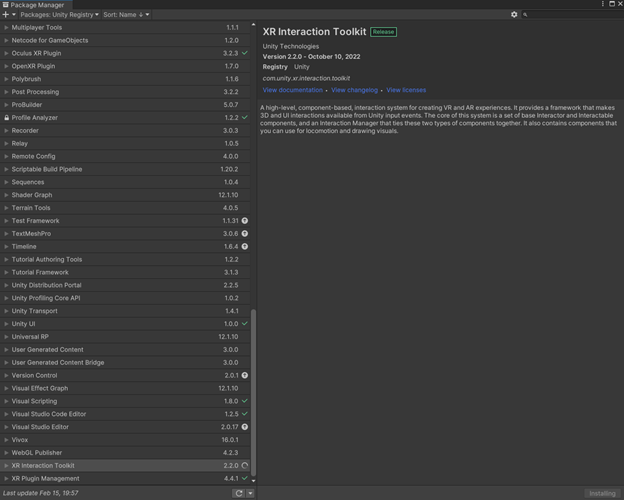 Package Manager
+ Packages: Unity Registry Sort: Name ↓
Multiplayer Tools 1.1.1
Netcode for GameObjects 1.2.0
Oculus XR Plugin 3.2.3
OpenXR Plugin 1.7.0
Polybrush 1.1.6
Post Processing 3.2.2
ProBuilder 5.0.7
Profile Analyzer 1.2.2
Recorder 3.0.3
Relay 1.0.5
Remote Config 4.0.0
Scriptable Build Pipeline 1.20.2
Sequences 1.0.4
Shader Graph 12.1.10
Terrain Tools 4.0.5
Test Framework 1.1.31
TextMeshPro 3.0.6
Timeline 1.6.4
Tutorial Authoring Tools 1.2.2
Tutorial Framework 3.1.3
Unity Distribution Portal 2.2.5
Unity Profiling Core API 1.0.2
Unity Transport 1.4.1
Unity UI 1.0.0
Universal RP 12.1.10
User Generated Content 3.0.0
User Generated Content Bridge 3.0.0
Version Control 2.0.1
Visual Effect Graph 12.1.10
Visual Scripting 1.8.0
Visual Studio Code Editor 1.2.5
Visual Studio Editor 2.0.17
Vivox 16.0.1
WebGL Publisher 4.2.3
XR Interaction Toolkit 2.2.0
XR Plugin Management 4.4.1
Last update Feb 15, 19:57
XR Interaction Toolkit Release
Unity Technologies
Version 2.2.0 - October 10, 2022
Registry Unity
com.unity.xr.interaction.toolkit
View documentation • View changelog • View licenses
A high-level, component-based, interaction system for creating VR and AR experiences. It provides a framework that makes
3D and UI interactions available from Unity input events. The core of this system is a set of base Interactor and Interactable
components, and an Interaction Manager that ties these two types of components together. It also contains components that
you can use for locomotion and drawing visuals.
Installing